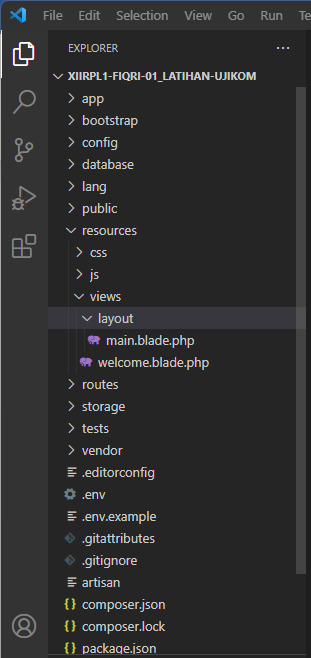 File Edit Selection View Go Run Te
EXPLORER ...
XIIRPL1-FIQRI-01_LATIHAN-UJIKOM
app
bootstrap
config
database
lang
public
resources
css
js
views
layout
main.blade.php
welcome.blade.php
routes
storage
tests
vendor
.editorconfig
.env
.env.example
.gitattributes
.gitignore
artisan
{} composer.json
{} composer.lock
{} package.json